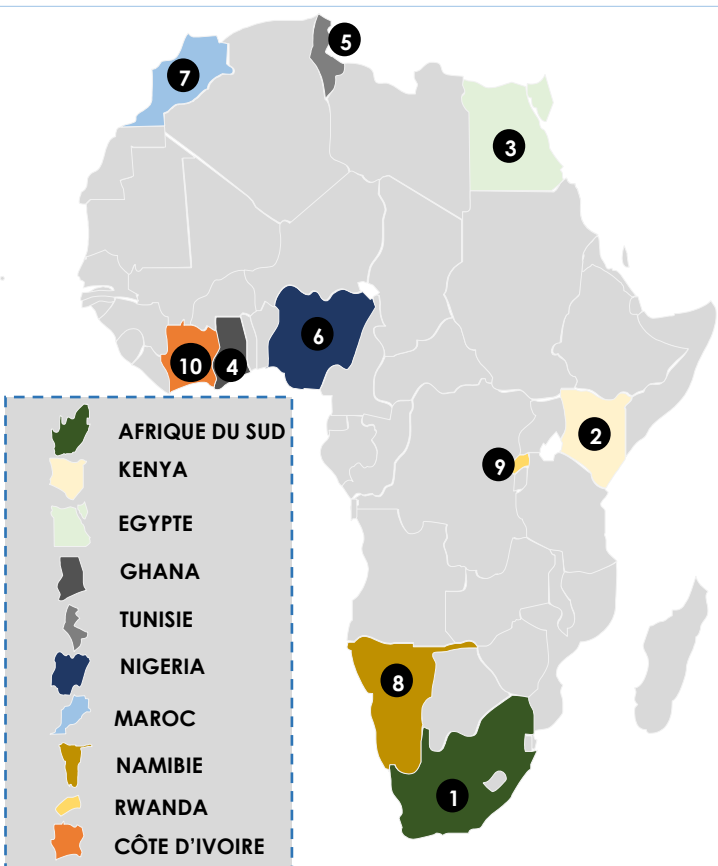 5
7
3
6
10
4
2
9
8
1
AFRIQUE DU SUD
KENYA
EGYPTE
GHANA
TUNISIE
NIGERIA
MAROC
NAMIBIE
RWANDA
CÔTE D'IVOIRE